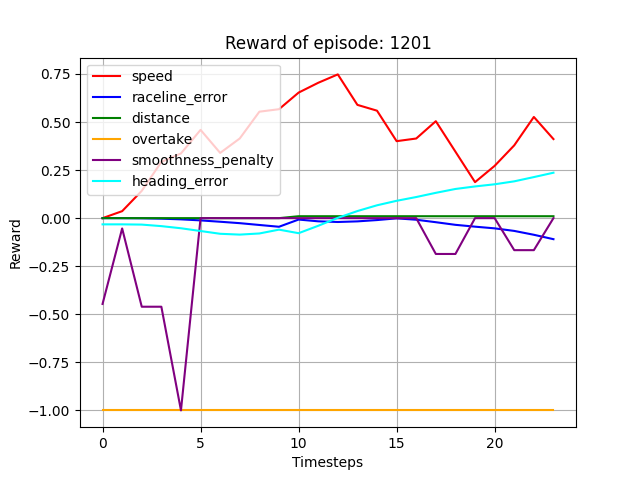 Reward of episode: 1201
speed
raceline_error
distance
overtake
smoothness_penalty
heading_error
0.75
0.50
0.25
0.00
−0.25
−0.50
−0.75
−1.00
Reward
0 5 10 15 20
Timesteps